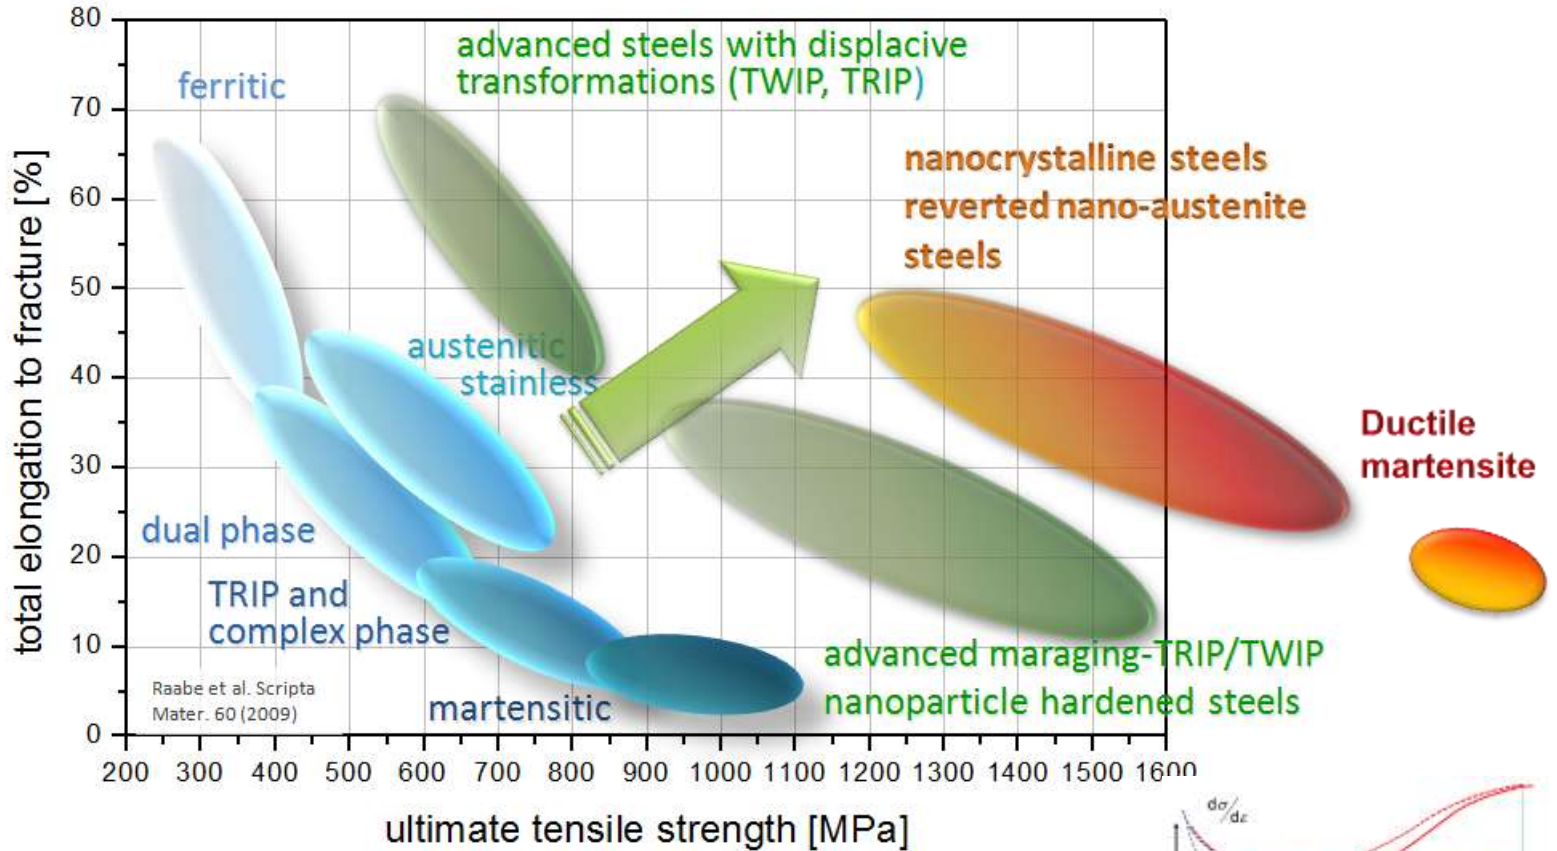 80
70
60
50
40
30
20
10
0
total elongation to fracture [%]
ferritic
advanced steels with displacive
transformations (TWIP, TRIP)
nanocrystalline steels
reverted nano-austenite
steels
austenitic
stainless
Ductile
martensite
dual phase
TRIP and
complex phase
advanced maraging-TRIP/TWIP
nanoparticle hardened steels
martensitic
Raabe et al. Scripta
Mater. 60 (2009)
200 300 400 500 600 700 800 900 1000 1100 1200 1300 1400 1500 1600
ultimate tensile strength [MPa]
dσ/dε